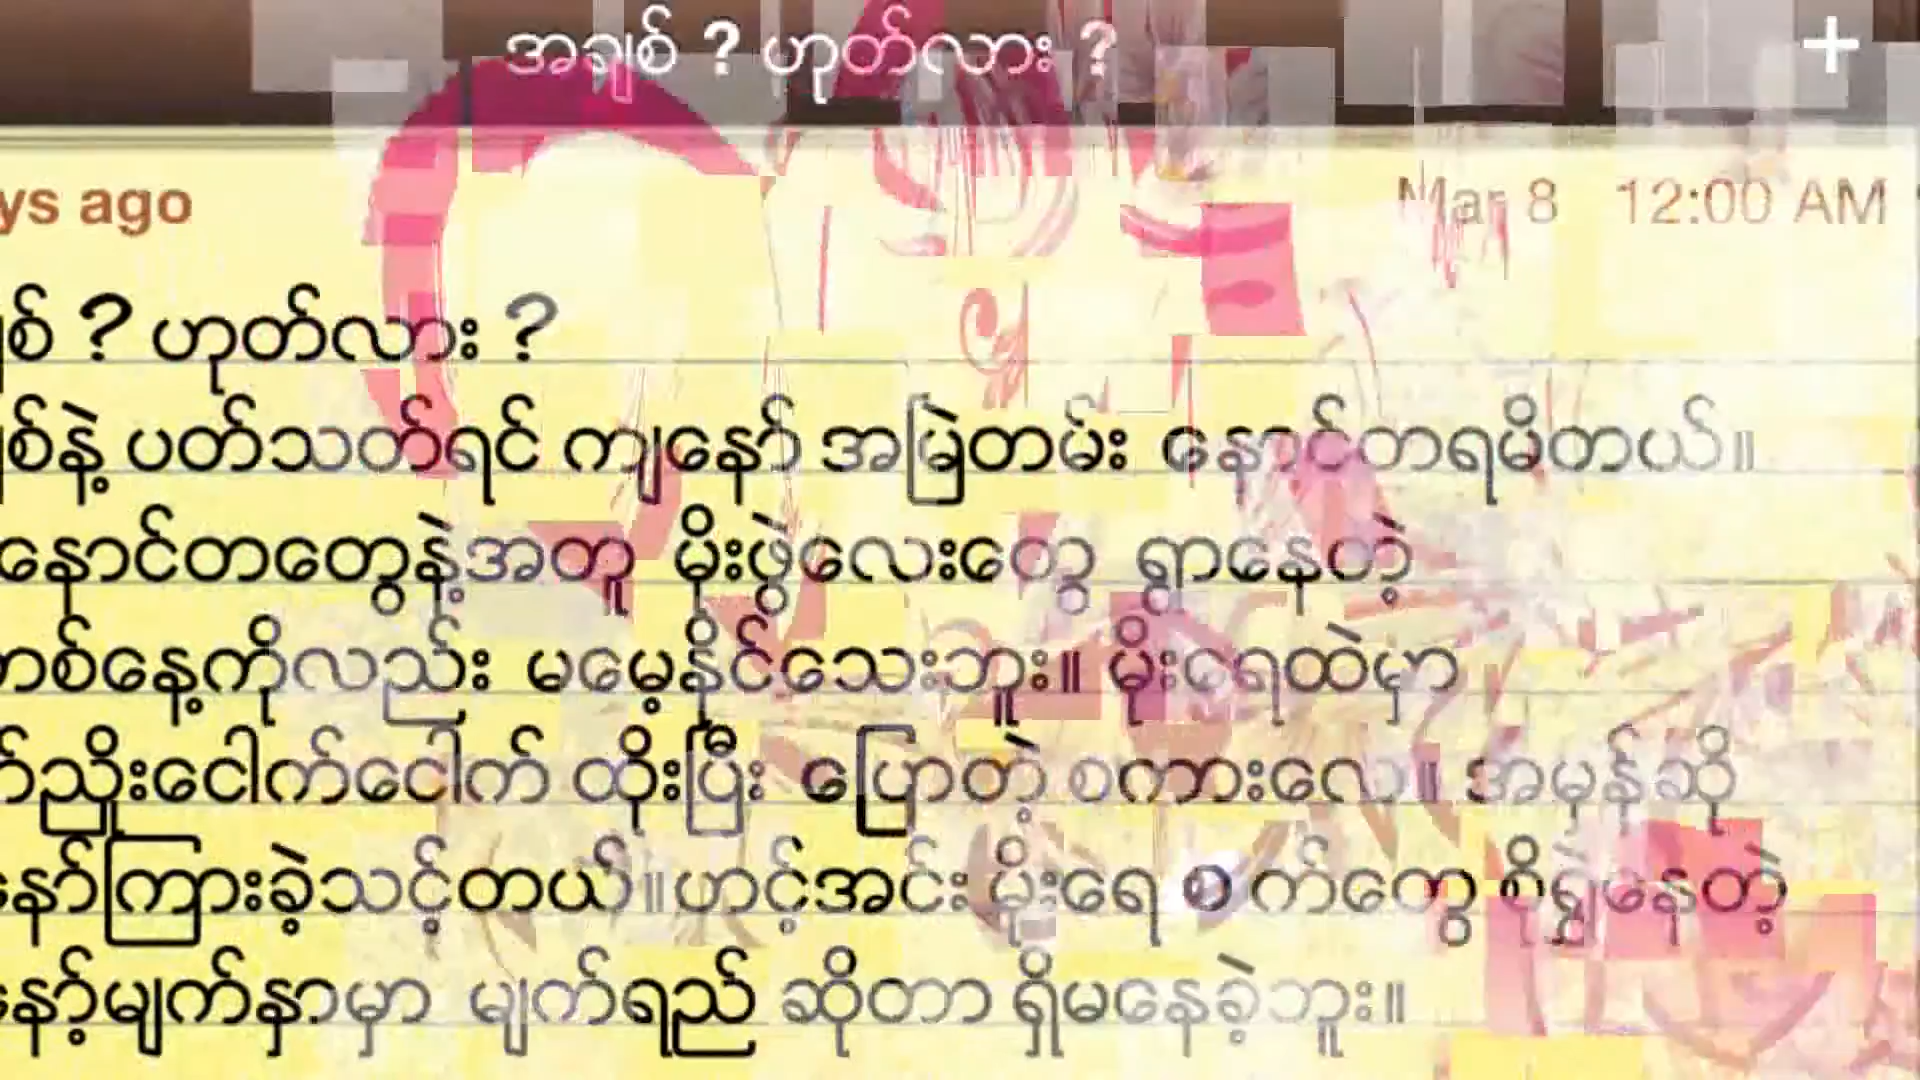 အချစ် ? ဟုတ်လား ?
+
ys ago
Mar 8 12:00 AM
ချစ် ? ဟုတ်လား ?
ချစ်နဲ့ ပတ်သတ်ရင် ကျနော် အမြဲတမ်း နောင်တရမိတယ်။
နောင်တတွေနဲ့အတူ မိုးဖွဲလေးတွေ ရွာနေတဲ့
တစ်နေ့ကိုလည်း မမေ့နိုင်သေးဘူး။ မိုးရေထဲမှာ
ငေါက်ငေါက် ထိုးပြီး ပြောတဲ့ စကားလေ။ အမှန်ဆို
နော်ကြားခဲ့သင့်တယ်။ဟင့်အင်း မိုးရေ စက်တွေ စိုရွှဲနေတဲ့
နော့်မျက်နှာမှာ မျက်ရည် ဆိုတာ ရှိမနေခဲ့ဘူး။